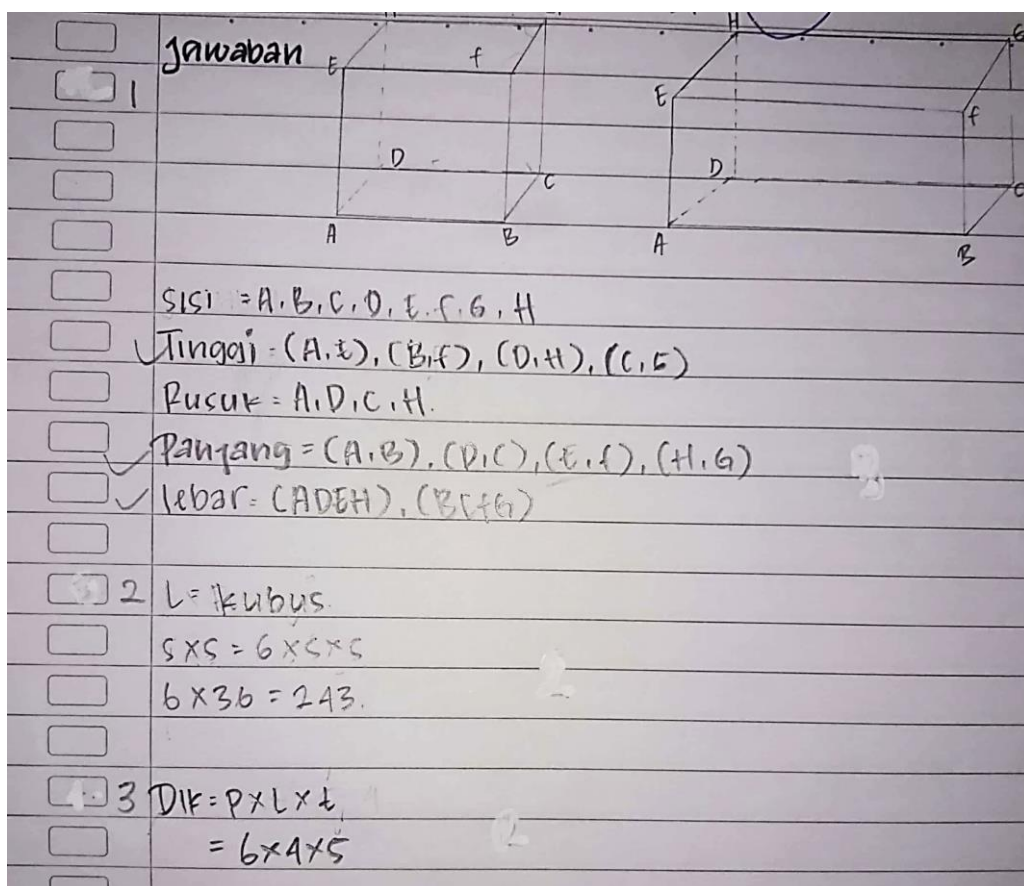 Jawaban
H G
E f H G
1 E f
D D
C C
A B A B
SISI = A, B, C, D, E, F, G, H
Tinggi = (A, E), (B, f), (D, H), (C, G)
Rusuk = A, D, C, H.
Panjang = (A, B), (D, C), (E, f), (H, G)
lebar = (ADEH), (BCFG)
2 L = kubus
S x S = 6 x S x S
6 x 36 = 243.
3 DIK = P x L x t
= 6 x 4 x 5